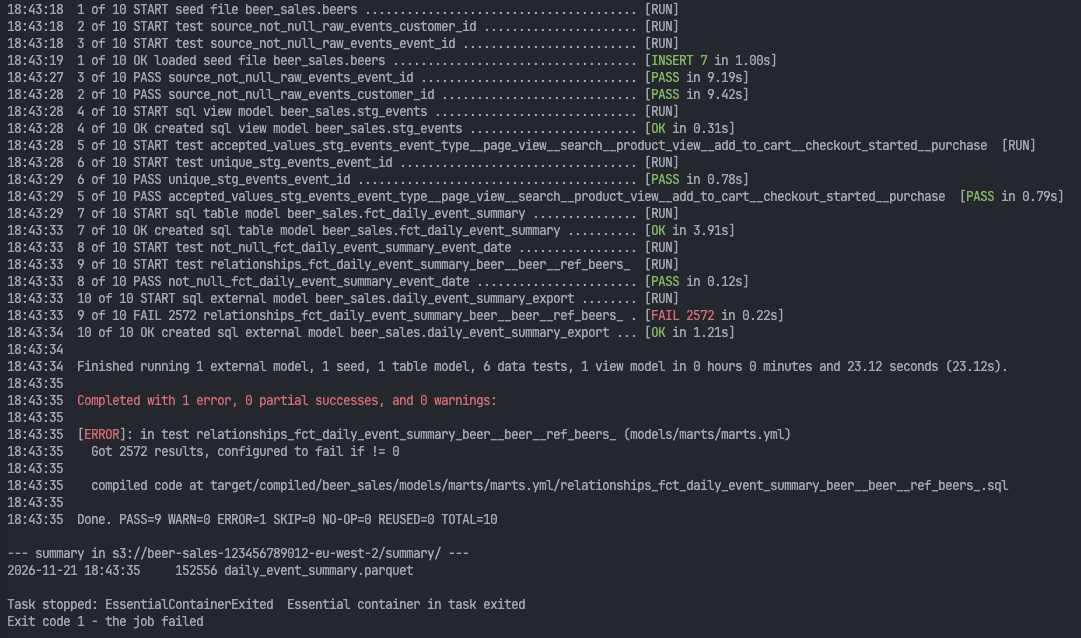 18:43:18  1 of 10 START seed file beer_sales.beers ....................................... [RUN]
18:43:18  2 of 10 START test source_not_null_raw_events_customer_id ...................... [RUN]
18:43:18  3 of 10 START test source_not_null_raw_events_event_id ......................... [RUN]
18:43:19  1 of 10 OK loaded seed file beer_sales.beers ................................... [INSERT 7 in 1.00s]
18:43:27  3 of 10 PASS source_not_null_raw_events_event_id ............................... [PASS in 9.19s]
18:43:28  2 of 10 PASS source_not_null_raw_events_customer_id ............................ [PASS in 9.42s]
18:43:28  4 of 10 START sql view model beer_sales.stg_events ............................. [RUN]
18:43:28  4 of 10 OK created sql view model beer_sales.stg_events ........................ [OK in 0.31s]
18:43:28  5 of 10 START test accepted_values_stg_events_event_type__page_view__search__product_view__add_to_cart__checkout_started__purchase  [RUN]
18:43:28  6 of 10 START test unique_stg_events_event_id .................................. [RUN]
18:43:29  6 of 10 PASS unique_stg_events_event_id ........................................ [PASS in 0.78s]
18:43:29  5 of 10 PASS accepted_values_stg_events_event_type__page_view__search__product_view__add_to_cart__checkout_started__purchase  [PASS in 0.79s]
18:43:29  7 of 10 START sql table model beer_sales.fct_daily_event_summary ............... [RUN]
18:43:33  7 of 10 OK created sql table model beer_sales.fct_daily_event_summary .......... [OK in 3.91s]
18:43:33  8 of 10 START test not_null_fct_daily_event_summary_event_date ................. [RUN]
18:43:33  9 of 10 START test relationships_fct_daily_event_summary_beer__beer__ref_beers_  [RUN]
18:43:33  8 of 10 PASS not_null_fct_daily_event_summary_event_date ....................... [PASS in 0.12s]
18:43:33  10 of 10 START sql external model beer_sales.daily_event_summary_export ........ [RUN]
18:43:33  9 of 10 FAIL 2572 relationships_fct_daily_event_summary_beer__beer__ref_beers_ . [FAIL 2572 in 0.22s]
18:43:34  10 of 10 OK created sql external model beer_sales.daily_event_summary_export ... [OK in 1.21s]
18:43:34
18:43:34  Finished running 1 external model, 1 seed, 1 table model, 6 data tests, 1 view model in 0 hours 0 minutes and 23.12 seconds (23.12s).
18:43:35
18:43:35  Completed with 1 error, 0 partial successes, and 0 warnings:
18:43:35
18:43:35  [ERROR]: in test relationships_fct_daily_event_summary_beer__beer__ref_beers_ (models/marts/marts.yml)
18:43:35    Got 2572 results, configured to fail if != 0
18:43:35
18:43:35    compiled code at target/compiled/beer_sales/models/marts/marts.yml/relationships_fct_daily_event_summary_beer__beer__ref_beers_.sql
18:43:35
18:43:35  Done. PASS=9 WARN=0 ERROR=1 SKIP=0 NO-OP=0 REUSED=0 TOTAL=10
--- summary in s3://beer-sales-123456789012-eu-west-2/summary/ ---
2026-11-21 18:43:35     152556 daily_event_summary.parquet
Task stopped: EssentialContainerExited  Essential container in task exited
Exit code 1 - the job failed